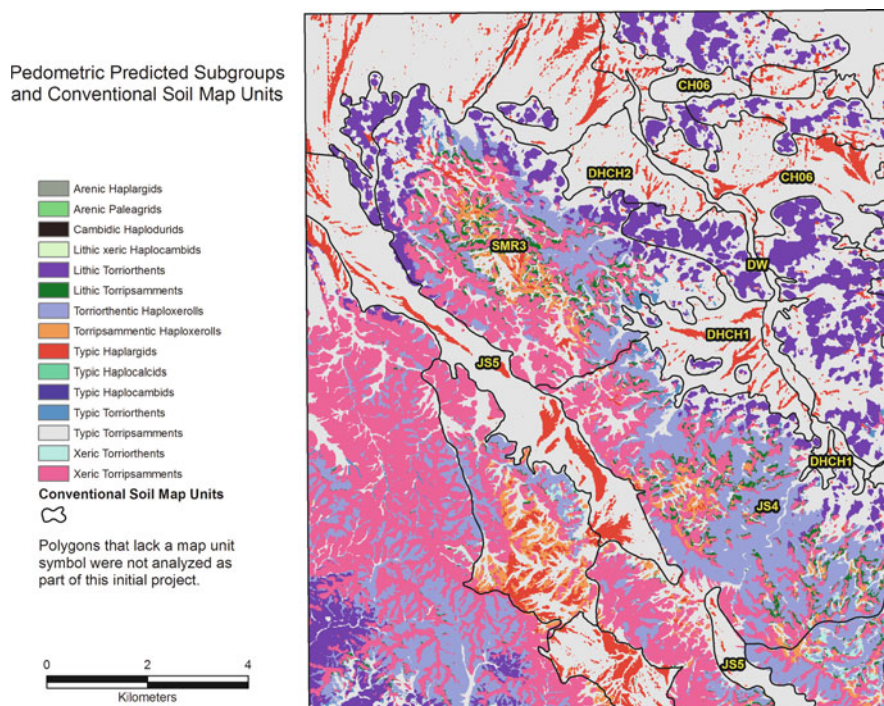 Pedometric Predicted Subgroups
and Conventional Soil Map Units
Arenic Haplargids
Arenic Paleagrids
Cambidic Haplodurids
Lithic xeric Haplocambids
Lithic Torriorthents
Lithic Torripsamments
Torriorthentic Haploxerolls
Torripsammentic Haploxerolls
Typic Haplargids
Typic Haplocalcids
Typic Haplocambids
Typic Torriorthents
Typic Torripsamments
Xeric Torriorthents
Xeric Torripsamments
Conventional Soil Map Units
Polygons that lack a map unit
symbol were not analyzed as
part of this initial project.
0 2 4
Kilometers
CH06
DHCH2
CH06
SMR3
DW
DHCH1
JS5
DHCH1
JS4
JS5